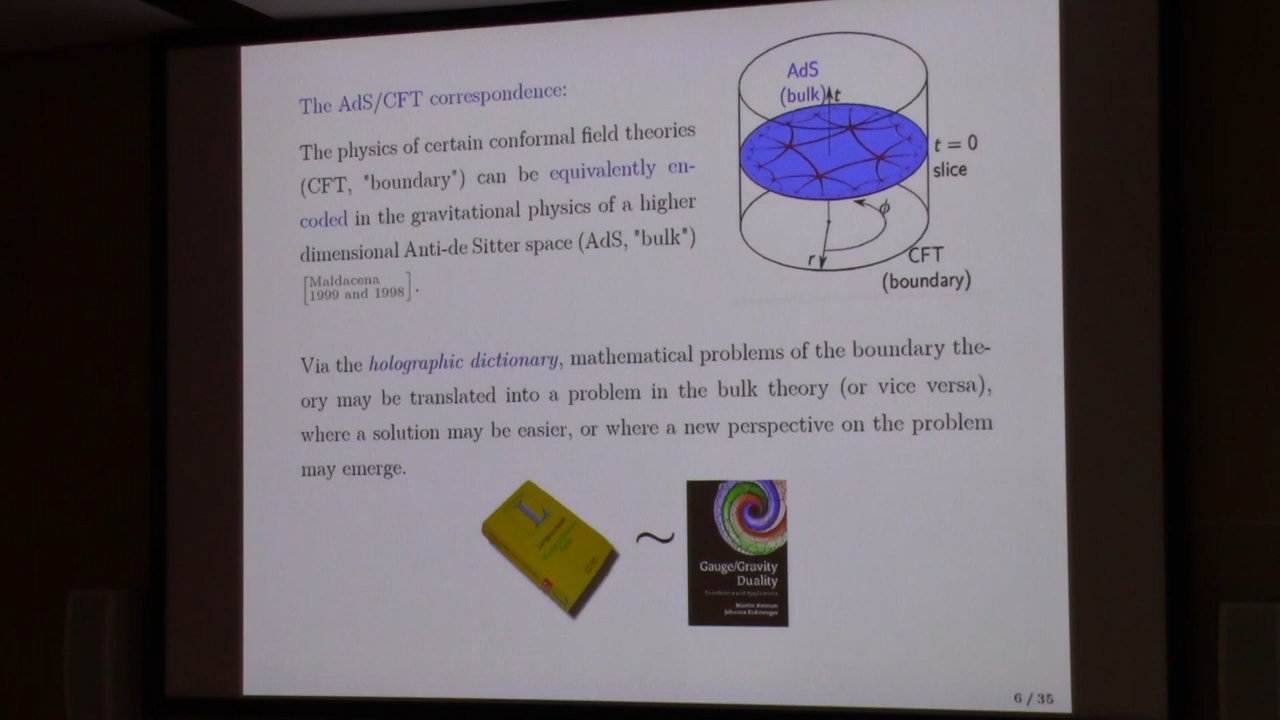 The AdS/CFT correspondence:
The physics of certain conformal field theories
(CFT, "boundary") can be equivalently en-
coded in the gravitational physics of a higher
dimensional Anti-de Sitter space (AdS, "bulk")
[Maldacena
1999 and 1998].
AdS
(bulk)
t
t = 0
slice
ϕ
r
CFT
(boundary)
Via the holographic dictionary, mathematical problems of the boundary the-
ory may be translated into a problem in the bulk theory (or vice versa),
where a solution may be easier, or where a new perspective on the problem
may emerge.
L
Langenscheidt
~
Gauge/Gravity
Duality
Foundations and Applications
Martin Ammon
Johanna Erdmenger
6 / 35